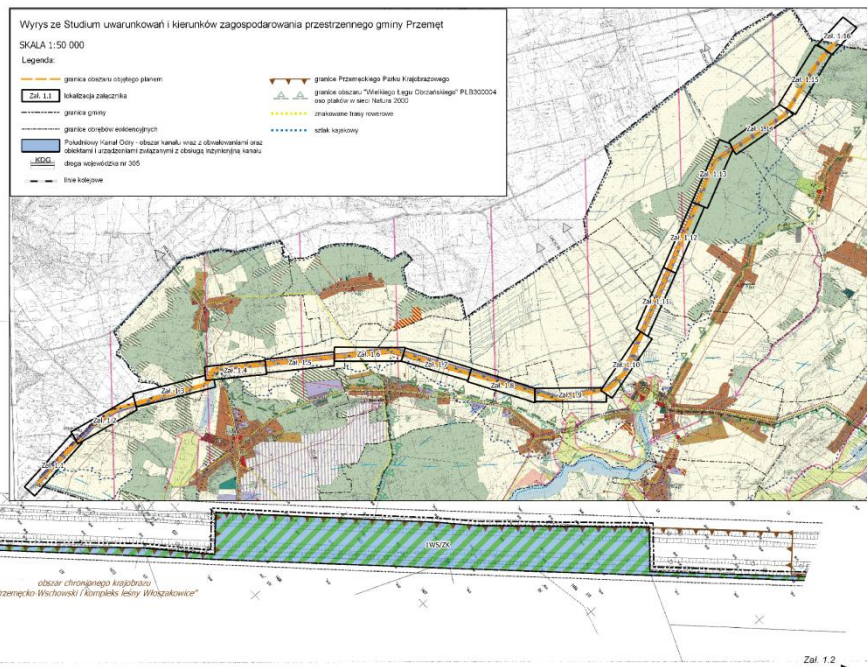 Wyrys ze Studium uwarunkowań i kierunków zagospodarowania przestrzennego gminy Przemęt
SKALA 1:50 000
Legenda:
granica obszaru objętego planem
Zał. 1.1 lokalizacja załącznika
granice gminy
granice obrębów ewidencyjnych
Południowy Kanał Odry - obszar kanału wraz z obwałowaniami oraz
obiektami i urządzeniami związanymi z obsługą inżynieryjną kanału
KDG droga wojewódzka nr 305
linie kolejowe
granice Przemęckiego Parku Krajobrazowego
granice obszaru "Wielkiego Łęgu Obrzańskiego" PLB300004
oso ptaków w sieci Natura 2000
znakowane trasy rowerowe
szlak kajakowy
Zał. 1.16
Zał. 1.15
Zał. 1.14
Zał. 1.13
Zał. 1.12
Zał. 1.11
Zał. 1.10
Zał. 1.9
Zał. 1.8
Zał. 1.7
Zał. 1.6
Zał. 1.5
Zał. 1.4
Zał. 1.3
Zał. 1.2
Zał. 1.1
1WS/ZK
obszar chronionego krajobrazu
rzemęcko-Wschowski i kompleks leśny Włoszakowice"
Zał. 1.2